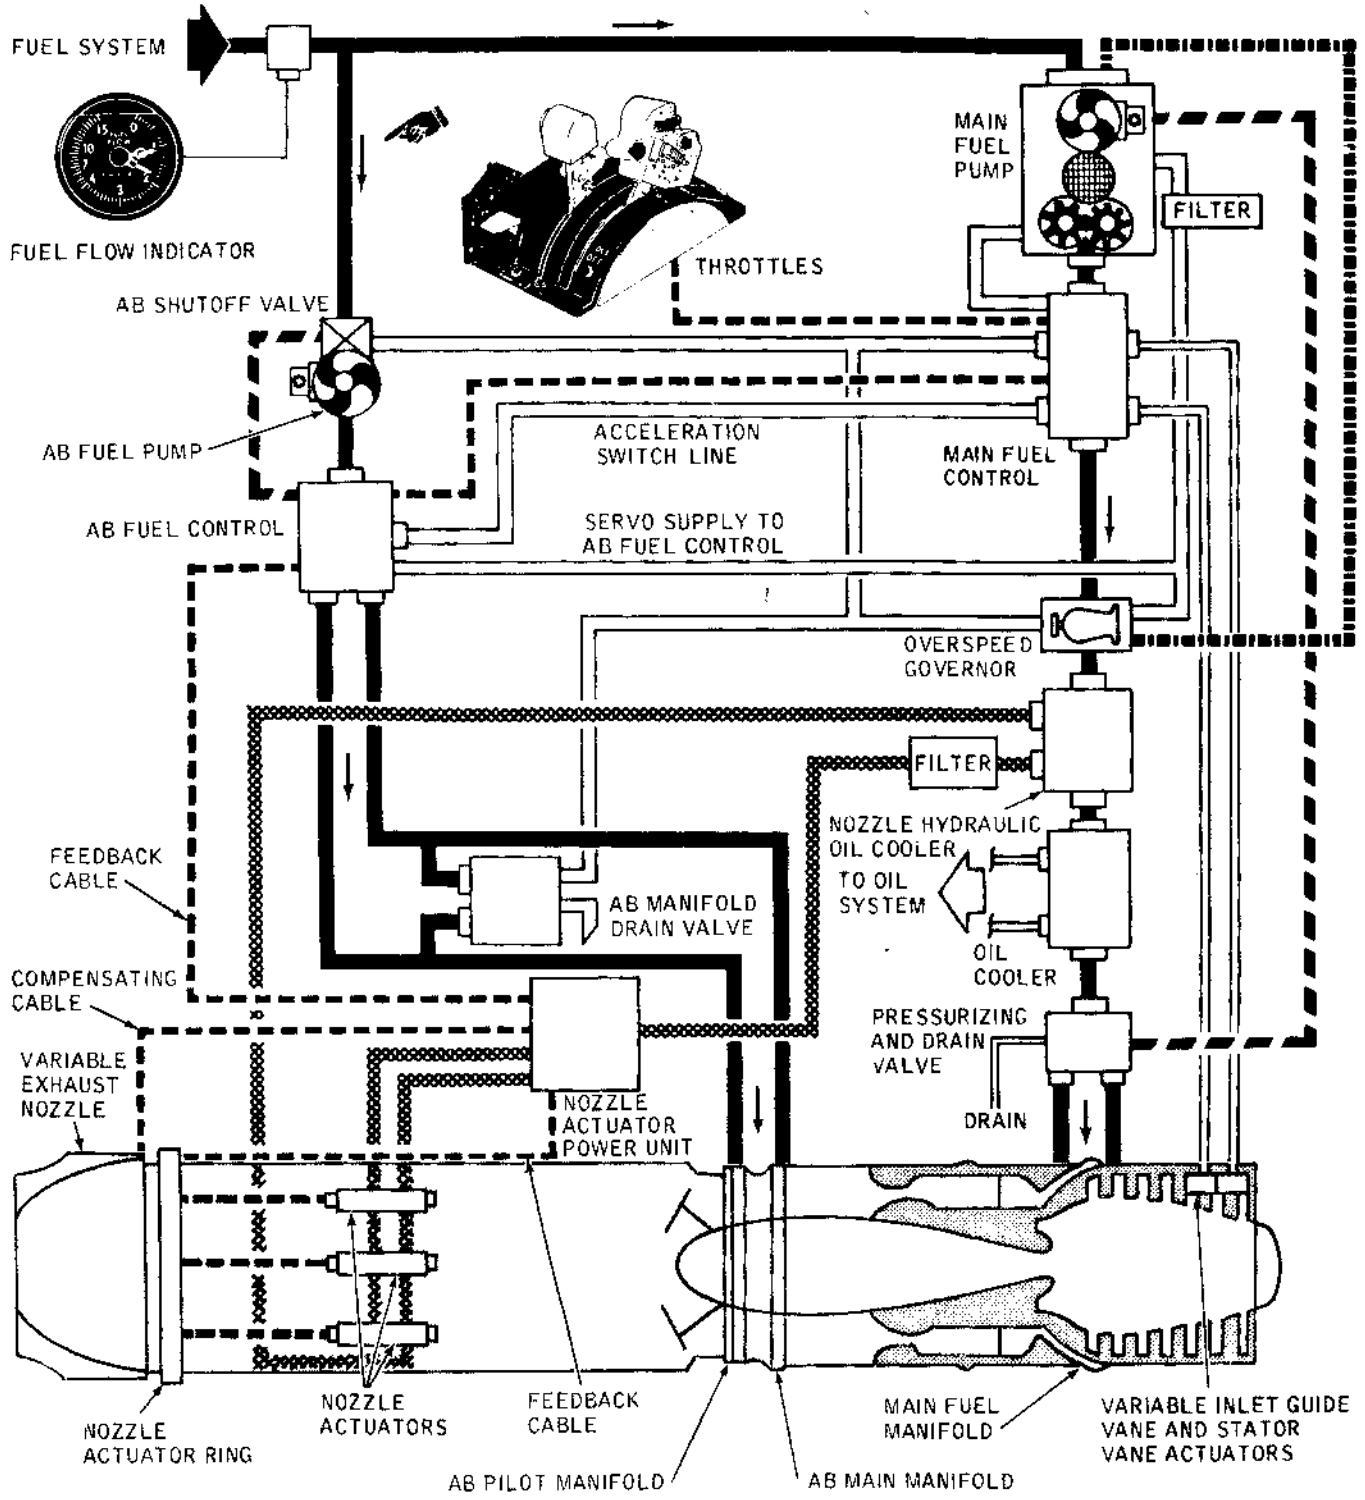 FUEL SYSTEM
FUEL FLOW INDICATOR
MAIN
FUEL
PUMP
FILTER
THROTTLES
AB SHUTOFF VALVE
AB FUEL PUMP
ACCELERATION
SWITCH LINE
MAIN FUEL
CONTROL
AB FUEL CONTROL
SERVO SUPPLY TO
AB FUEL CONTROL
OVERSPEED
GOVERNOR
FILTER
NOZZLE HYDRAULIC
OIL COOLER
FEEDBACK
CABLE
TO OIL
SYSTEM
AB MANIFOLD
DRAIN VALVE
OIL
COOLER
COMPENSATING
CABLE
PRESSURIZING
AND DRAIN
VALVE
VARIABLE
EXHAUST
NOZZLE
NOZZLE
ACTUATOR
POWER UNIT
DRAIN
NOZZLE
ACTUATOR RING
NOZZLE
ACTUATORS
FEEDBACK
CABLE
MAIN FUEL
MANIFOLD
VARIABLE INLET GUIDE
VANE AND STATOR
VANE ACTUATORS
AB PILOT MANIFOLD
AB MAIN MANIFOLD